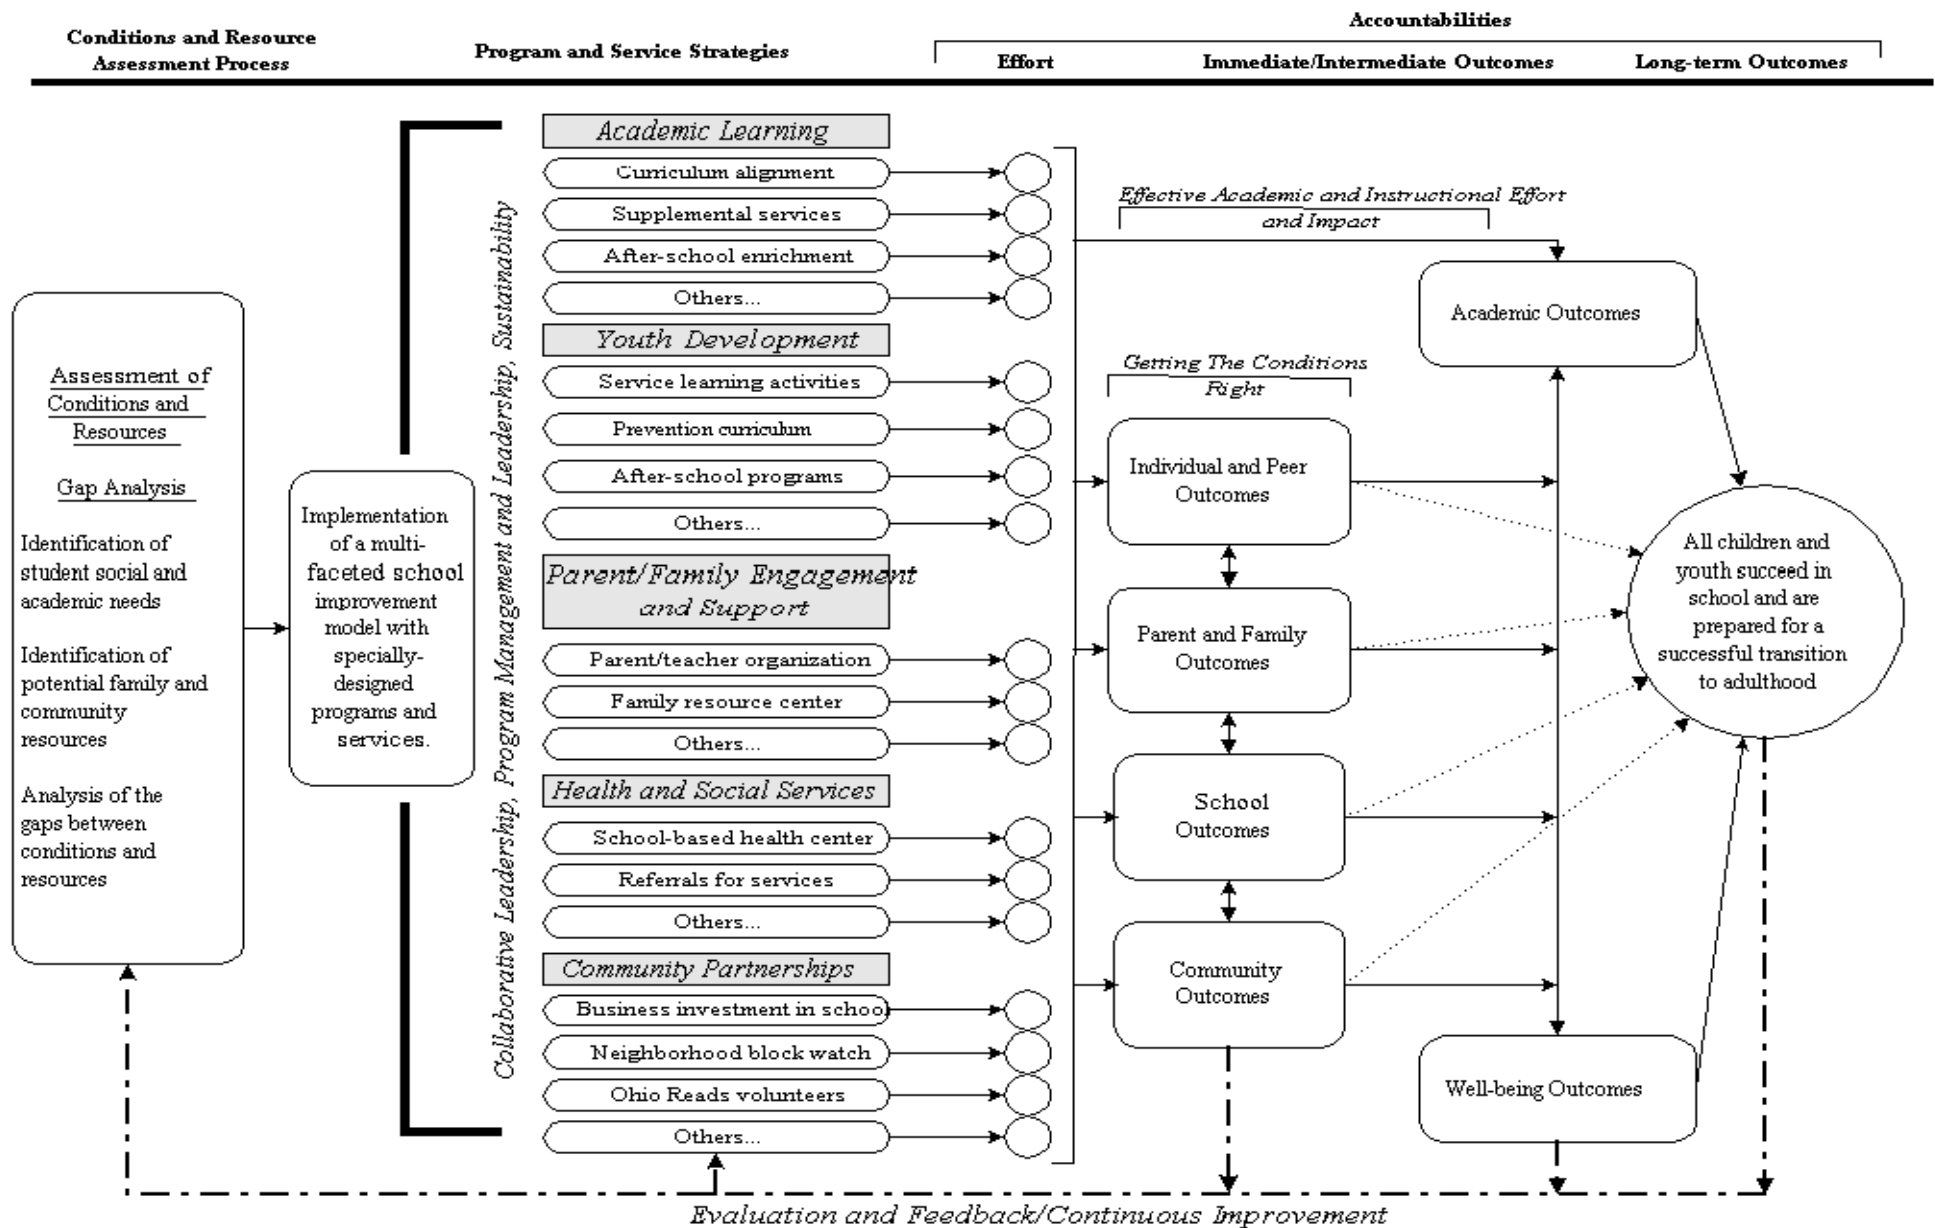 Accountabilities
Conditions and Resource
Assessment Process
Program and Service Strategies
Effort
Immediate/Intermediate Outcomes
Long-term Outcomes
Assessment of
Conditions and
Resources
Gap Analysis
Identification of
student social and
academic needs
Identification of
potential family and
community
resources
Analysis of the
gaps between
conditions and
resources
Implementation
of a multi-
faceted school
improvement
model with
specially-
designed
programs and
services.
Collaborative Leadership, Program Management and Leadership, Sustainability
Academic Learning
Curriculum alignment
Supplemental services
After-school enrichment
Others...
Youth Development
Service learning activities
Prevention curriculum
After-school programs
Others...
Parent/Family Engagement
and Support
Parent/teacher organization
Family resource center
Others...
Health and Social Services
School-based health center
Referrals for services
Others...
Community Partnerships
Business investment in school
Neighborhood block watch
Ohio Reads volunteers
Others...
Effective Academic and Instructional Effort
and Impact
Getting The Conditions
Right
Individual and Peer
Outcomes
Parent and Family
Outcomes
School
Outcomes
Community
Outcomes
Academic Outcomes
Well-being Outcomes
All children and
youth succeed in
school and are
prepared for a
successful transition
to adulthood
Evaluation and Feedback/Continuous Improvement